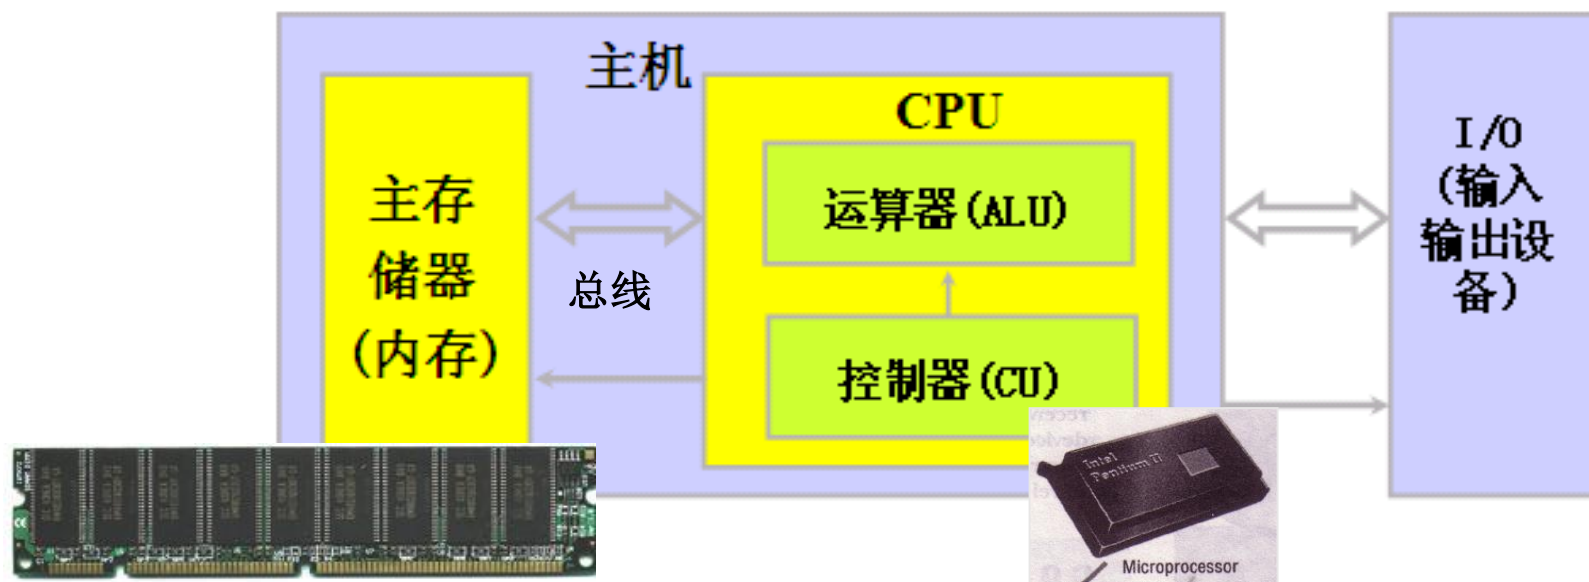 主机
主存
储器
(内存)
总线
CPU
运算器(ALU)
控制器(CU)
I/O
(输入
输出设
备)
Intel
Pentium II
Microprocessor